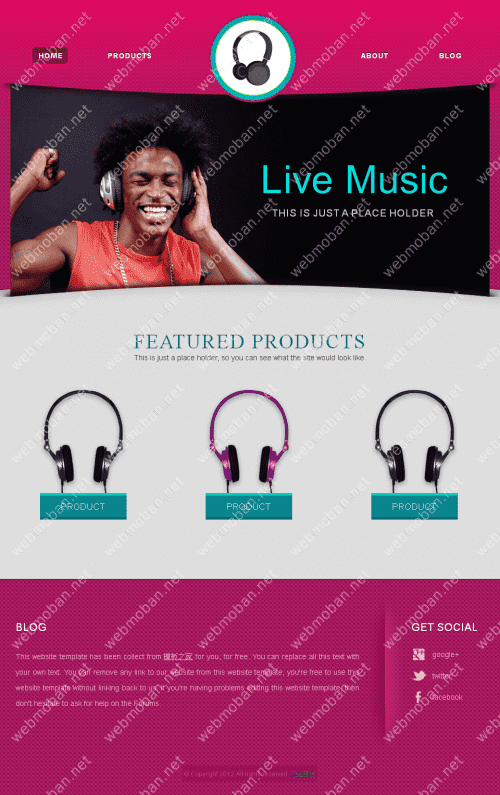 HOME
PRODUCTS
ABOUT
BLOG
Live Music
THIS IS JUST A PLACE HOLDER
FEATURED PRODUCTS
This is just a place holder, so you can see what the site would look like.
PRODUCT
PRODUCT
PRODUCT
BLOG
GET SOCIAL
This website template has been collect from 模板之家 for you, for free. You can replace all this text with
your own text. You can remove any link to our website from this website template, you're free to use this
website template without linking back to us. If you're having problems editing this website template, then
don't hesitate to ask for help on the Forums.
google+
twitter
facebook
© Copyright 2012. All rights reserved.
webmoban.net